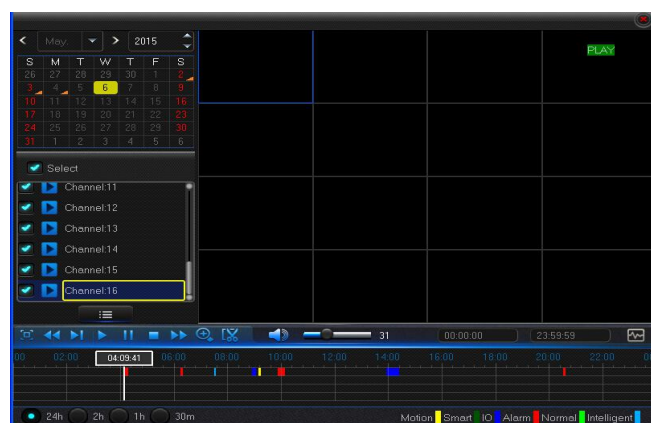 < May. > 2015
PLAY
S M T W T F S
26 27 28 29 30 1 2
3 4 5 6 7 8 9
10 11 12 13 14 15 16
17 18 19 20 21 22 23
24 25 26 27 28 29 30
31 1 2 3 4 5 6
Select
Channel:11
Channel:12
Channel:13
Channel:14
Channel:15
Channel:16
31 00:00:00 23:59:59
00 02:00 04:09:41 06:00 08:00 10:00 12:00 14:00 16:00 18:00 20:00 22:00 0
24h 2h 1h 30m Motion Smart IO Alarm Normal Intelligent